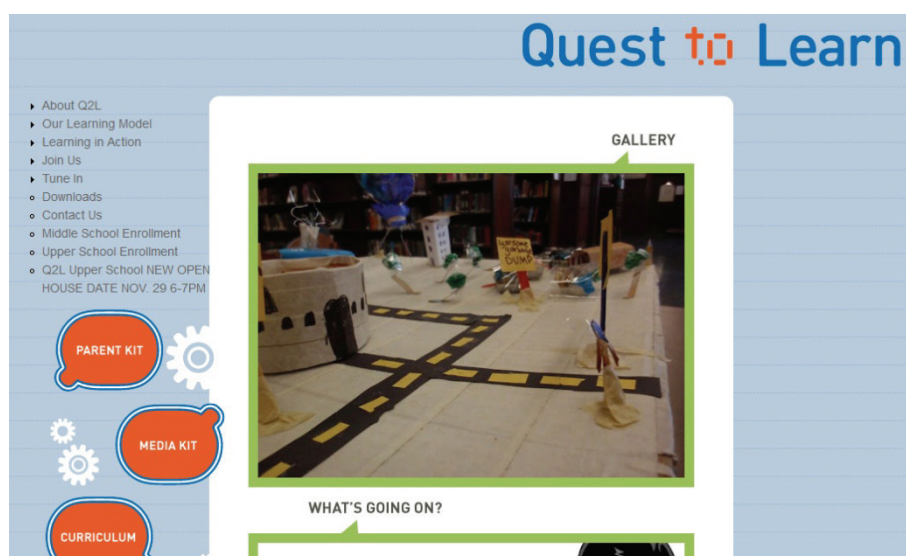 Quest to Learn
About Q2L
Our Learning Model
Learning in Action
Join Us
Tune In
Downloads
Contact Us
Middle School Enrollment
Upper School Enrollment
Q2L Upper School NEW OPEN
HOUSE DATE NOV. 29 6-7PM
PARENT KIT
MEDIA KIT
CURRICULUM
GALLERY
DUMP
WHAT'S GOING ON?